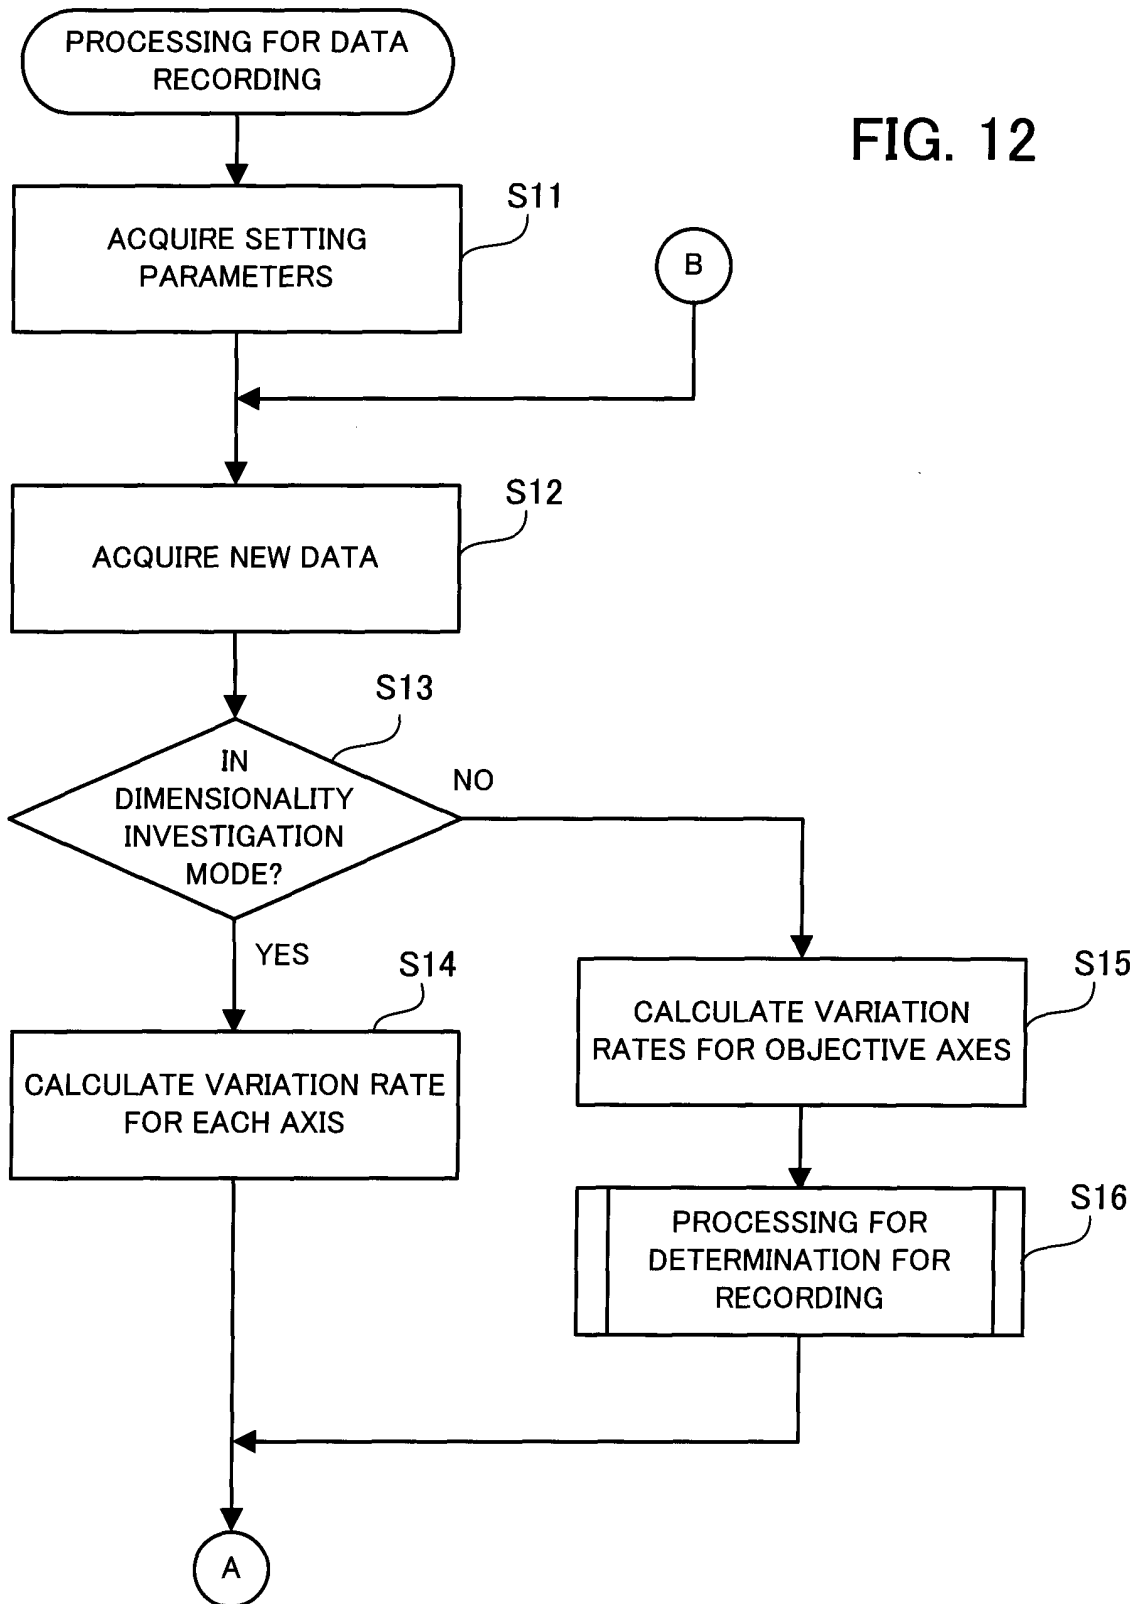 PROCESSING FOR DATA
RECORDING
FIG. 12
S11
ACQUIRE SETTING
PARAMETERS
B
S12
ACQUIRE NEW DATA
S13
IN
DIMENSIONALITY
INVESTIGATION
MODE?
NO
YES
S14
CALCULATE VARIATION RATE
FOR EACH AXIS
S15
CALCULATE VARIATION
RATES FOR OBJECTIVE AXES
S16
PROCESSING FOR
DETERMINATION FOR
RECORDING
A